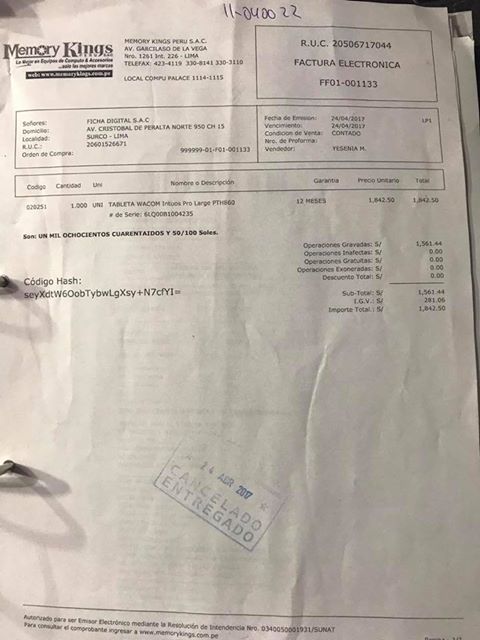 11-040022
Memory Kings
PERU SAC
La Mejor en Equipos de Computo & Accesorios
...solo las mejores marcas
web: www.memorykings.com.pe
MEMORY KINGS PERU S.A.C.
AV. GARCILASO DE LA VEGA
Nro. 1261 Int. 226 - LIMA
TELEFAX: 423-4119 330-8141 330-3110
LOCAL COMPU PALACE 1114-1115
R.U.C. 20506717044
FACTURA ELECTRONICA
FF01-001133
Señores: FICHA DIGITAL S.A.C
Domicilio: AV. CRISTOBAL DE PERALTA NORTE 950 CH 15
Localidad: SURCO - LIMA
R.U.C.: 20601526671
Orden de Compra: 999999-01-F01-001133
Fecha de Emision: 24/04/2017 LP1
Vencimiento: 24/04/2017
Condicion de Venta: CONTADO
Nro. de Proforma:
Vendedor: YESENIA M.
Codigo Cantidad Uni Nombre o Descripción Garantia Precio Unitario Total
020251 1.000 UNI TABLETA WACOM Intuos Pro Large PTH860 12 MESES 1,842.50 1,842.50
# de Serie: 6LQ00B1004235
Son: UN MIL OCHOCIENTOS CUARENTAIDOS Y 50/100 Soles.
Operaciones Gravadas: S/ 1,561.44
Operaciones Inafectas: S/ 0.00
Operaciones Gratuitas: S/ 0.00
Operaciones Exoneradas: S/ 0.00
Descuento Total: S/ 0.00
Sub-Total: S/ 1,561.44
I.G.V.: S/ 281.06
Importe Total.: S/ 1,842.50
Código Hash:
seyXdtW6OobTybwLgXsy+N7cfYI=
24 ABR 2017
CANCELADO
ENTREGADO
Autorizado para ser Emisor Electrónico mediante la Resolución de Intendencia Nro. 0340050001931/SUNAT
Para consultar el comprobante ingresar a www.memorykings.com.pe